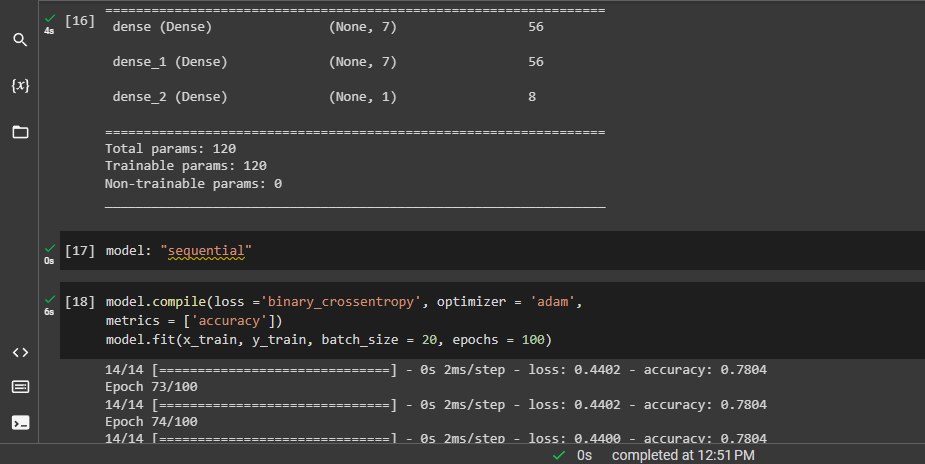 [16]
4s
=================================================================
dense (Dense) (None, 7) 56
dense_1 (Dense) (None, 7) 56
dense_2 (Dense) (None, 1) 8
=================================================================
Total params: 120
Trainable params: 120
Non-trainable params: 0
_________________________________________________________________
{x}
[17] model: "sequential"
0s
[18] model.compile(loss ='binary_crossentropy', optimizer = 'adam',
6s
metrics = ['accuracy'])
model.fit(x_train, y_train, batch_size = 20, epochs = 100)
14/14 [==============================] - 0s 2ms/step - loss: 0.4402 - accuracy: 0.7804
Epoch 73/100
14/14 [==============================] - 0s 2ms/step - loss: 0.4402 - accuracy: 0.7804
Epoch 74/100
14/14 [==============================] - 0s 2ms/step - loss: 0.4400 - accuracy: 0.7804
0s completed at 12:51 PM